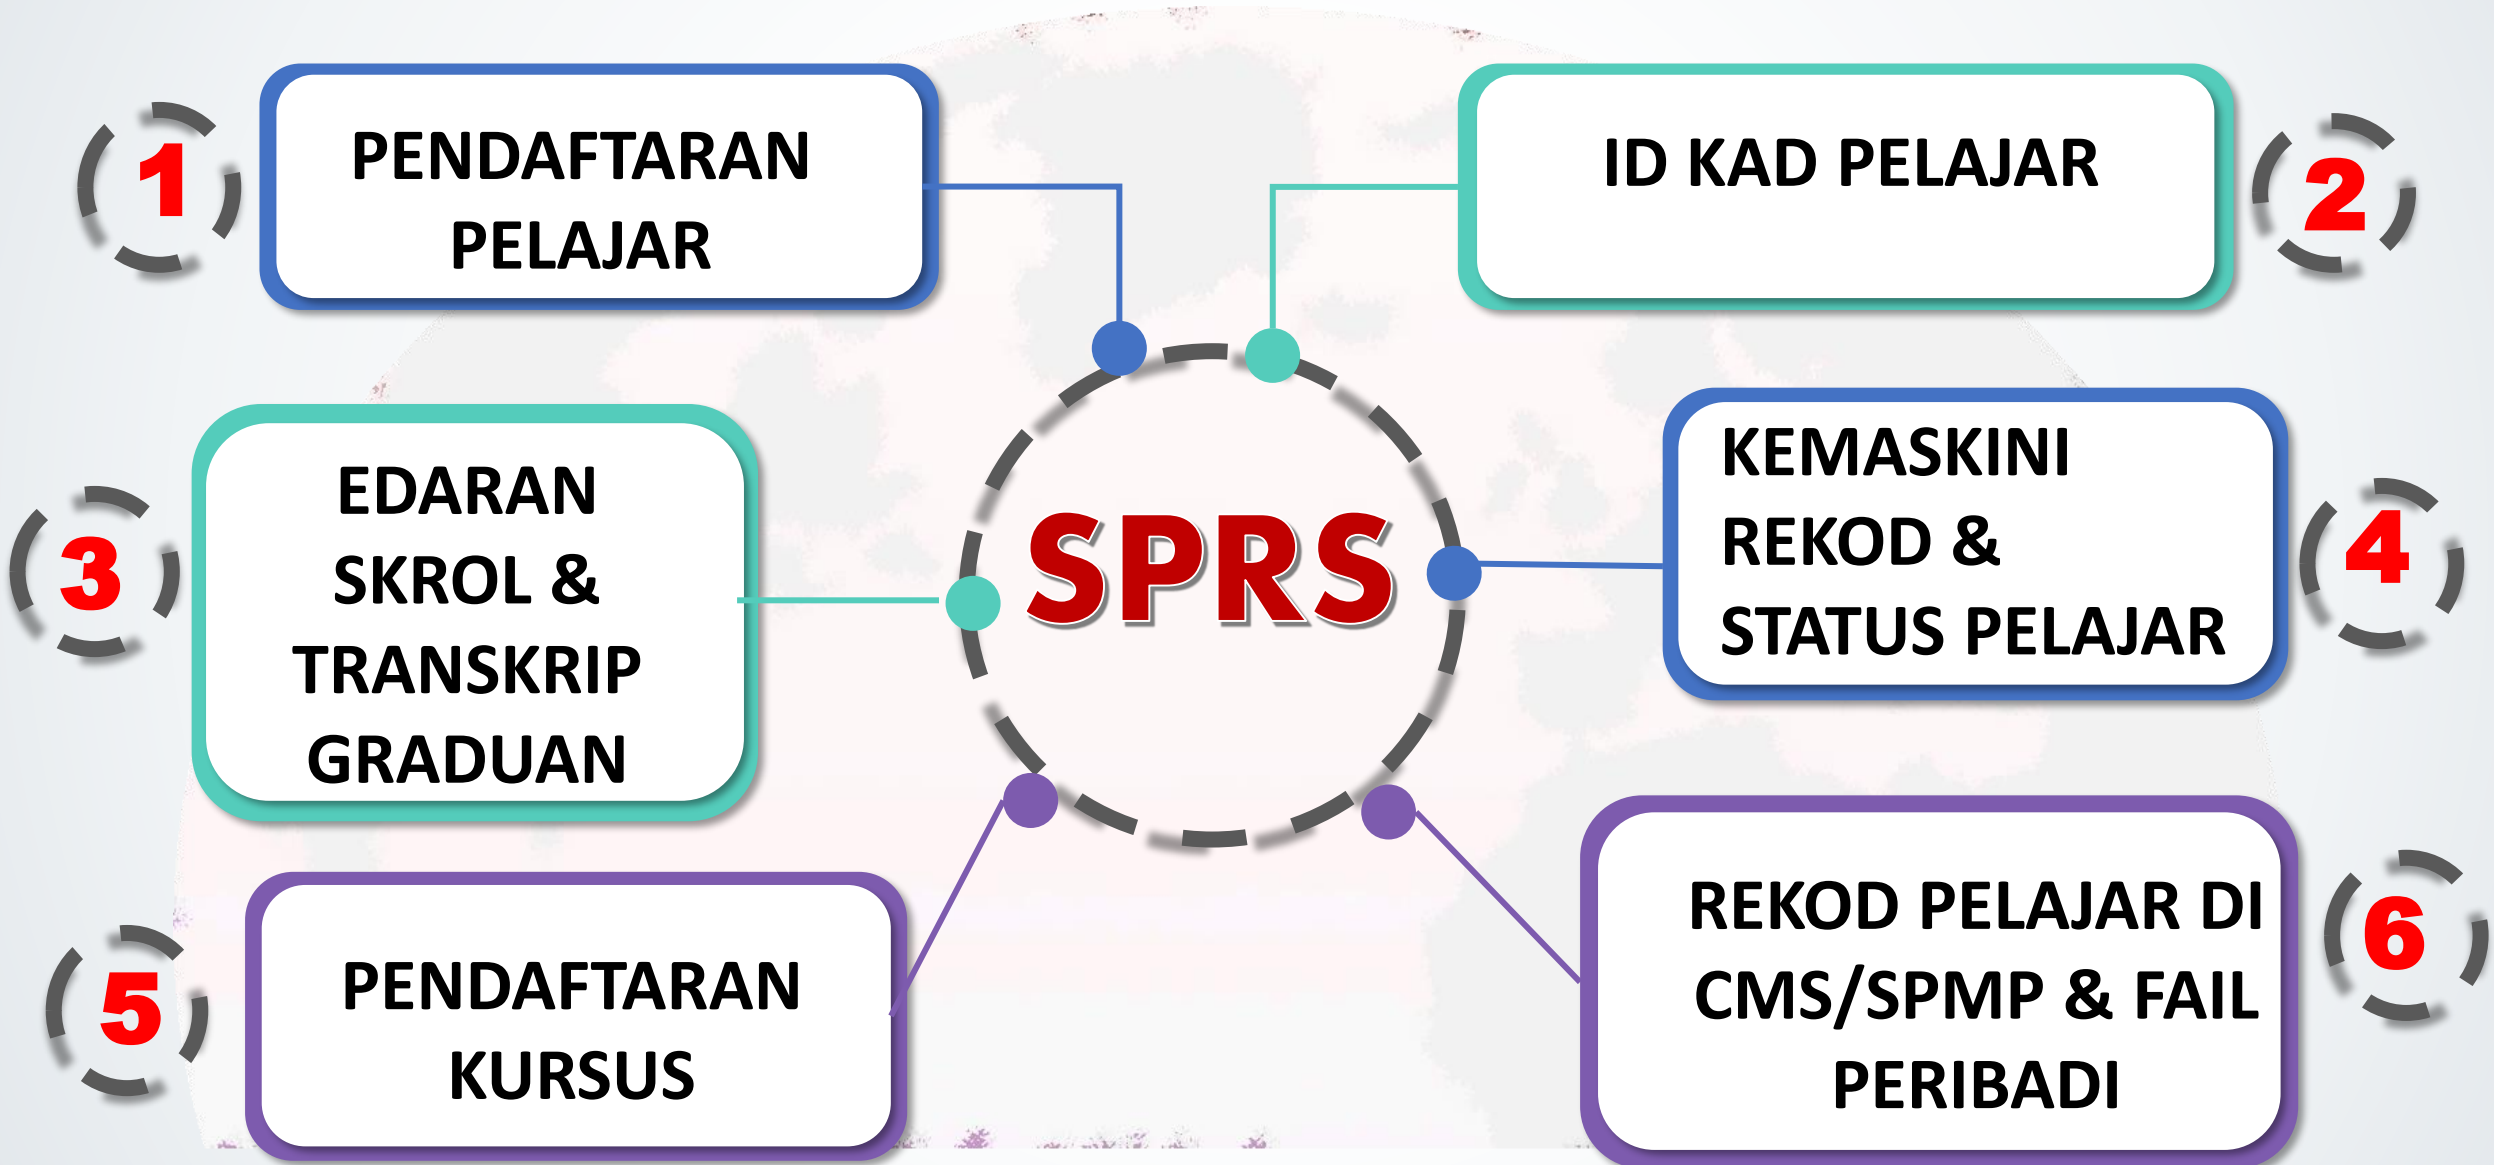 1
PENDAFTARAN
PELAJAR
ID KAD PELAJAR
2
3
EDARAN
SKROL &
TRANSKRIP
GRADUAN
SPRS
KEMASKINI
REKOD &
STATUS PELAJAR
4
5
PENDAFTARAN
KURSUS
REKOD PELAJAR DI
CMS/SPMP & FAIL
PERIBADI
6